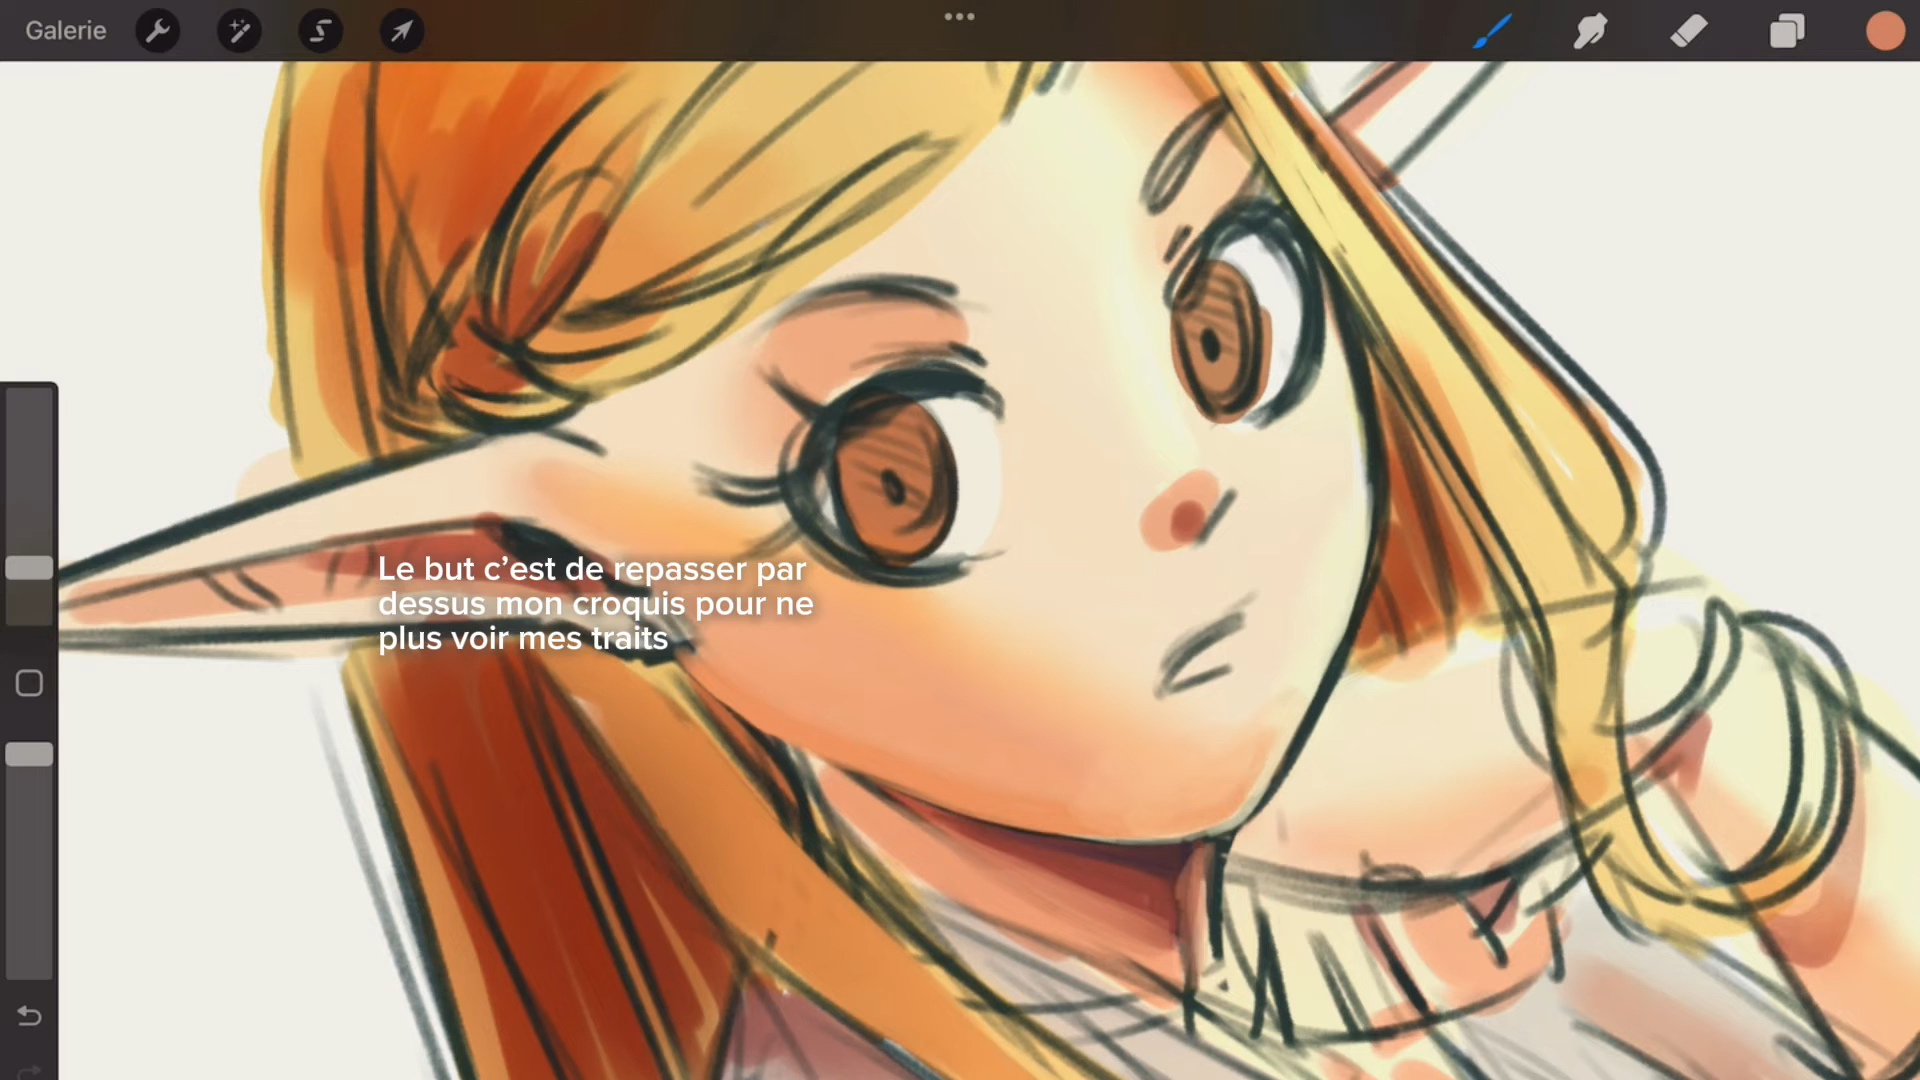 Galerie
Le but c’est de repasser par
dessus mon croquis pour ne
plus voir mes traits